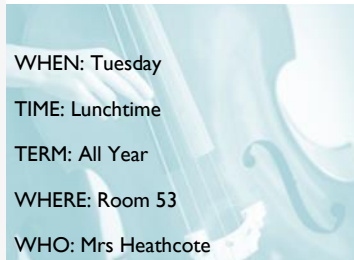 WHEN: Tuesday
TIME: Lunchtime
TERM: All Year
WHERE: Room 53
WHO: Mrs Heathcote